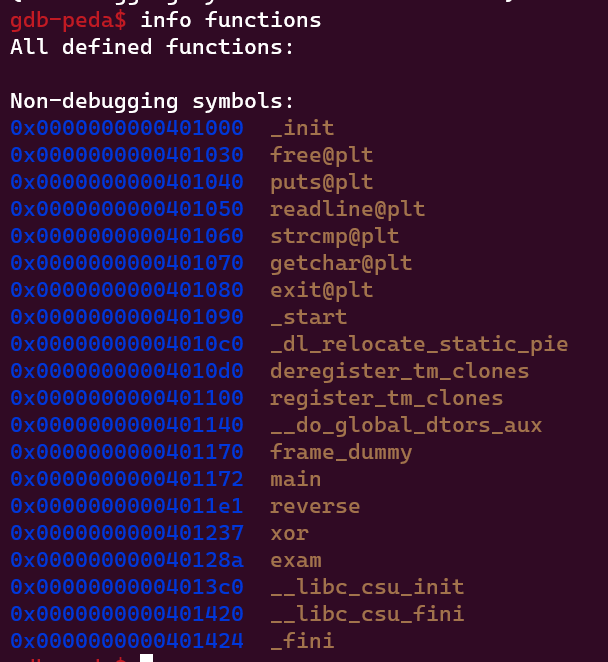 gdb-peda$ info functions
All defined functions:
Non-debugging symbols:
0x0000000000401000  _init
0x0000000000401030  free@plt
0x0000000000401040  puts@plt
0x0000000000401050  readline@plt
0x0000000000401060  strcmp@plt
0x0000000000401070  getchar@plt
0x0000000000401080  exit@plt
0x0000000000401090  _start
0x00000000004010c0  _dl_relocate_static_pie
0x00000000004010d0  deregister_tm_clones
0x0000000000401100  register_tm_clones
0x0000000000401140  __do_global_dtors_aux
0x0000000000401170  frame_dummy
0x0000000000401172  main
0x00000000004011e1  reverse
0x0000000000401237  xor
0x000000000040128a  exam
0x00000000004013c0  __libc_csu_init
0x0000000000401420  __libc_csu_fini
0x0000000000401424  _fini